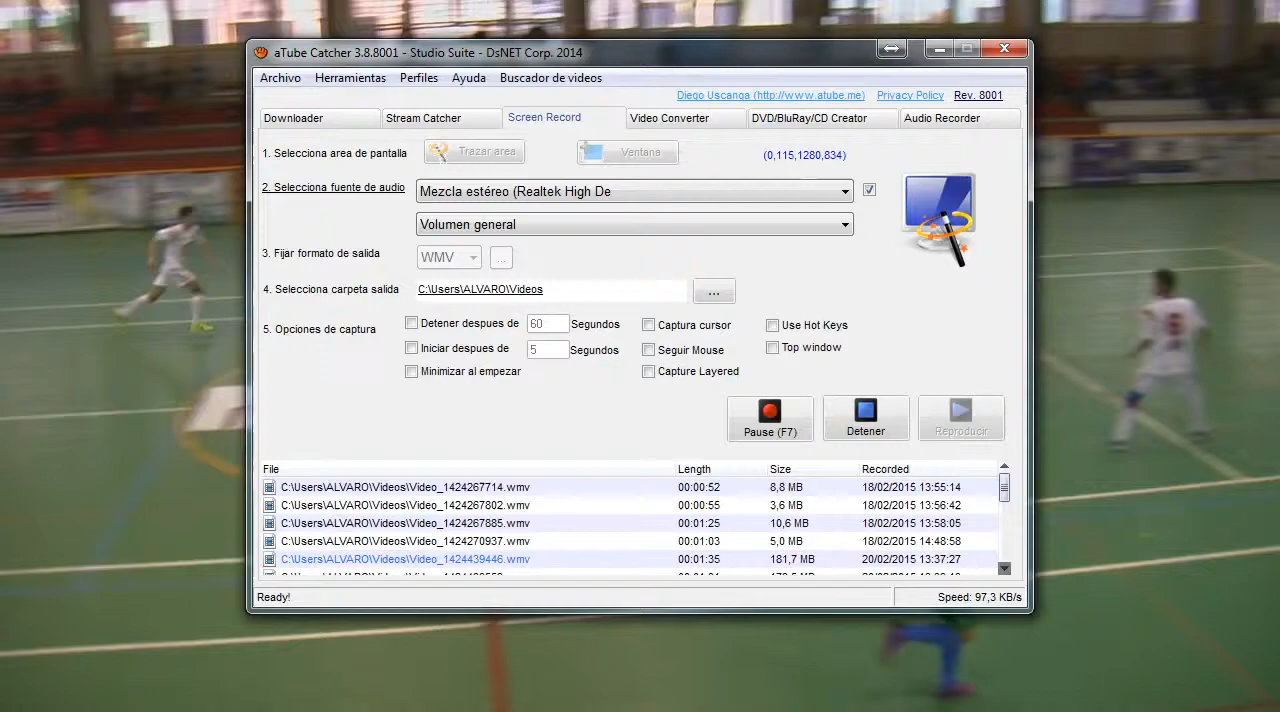 aTube Catcher 3.8.8001 - Studio Suite - DsNET Corp. 2014
Archivo Herramientas Perfiles Ayuda Buscador de videos
Diego Uscanga (http://www.atube.me) Privacy Policy Rev. 8001
Downloader Stream Catcher Screen Record Video Converter DVD/BluRay/CD Creator Audio Recorder
1. Selecciona area de pantalla Trazar area Ventana (0,115,1280,834)
2. Selecciona fuente de audio Mezcla estéreo (Realtek High De
Volumen general
3. Fijar formato de salida WMV ...
4. Selecciona carpeta salida C:\Users\ALVARO\Videos ...
5. Opciones de captura
Detener despues de 60 Segundos Captura cursor Use Hot Keys
Iniciar despues de 5 Segundos Seguir Mouse Top window
Minimizar al empezar Capture Layered
Pause (F7) Detener Reproducir
File Length Size Recorded
C:\Users\ALVARO\Videos\Video_1424267714.wmv 00:00:52 8,8 MB 18/02/2015 13:55:14
C:\Users\ALVARO\Videos\Video_1424267802.wmv 00:00:55 3,6 MB 18/02/2015 13:56:42
C:\Users\ALVARO\Videos\Video_1424267885.wmv 00:01:25 10,6 MB 18/02/2015 13:58:05
C:\Users\ALVARO\Videos\Video_1424270937.wmv 00:01:03 5,0 MB 18/02/2015 14:48:58
C:\Users\ALVARO\Videos\Video_1424439446.wmv 00:01:35 181,7 MB 20/02/2015 13:37:27
Ready! Speed: 97,3 KB/s